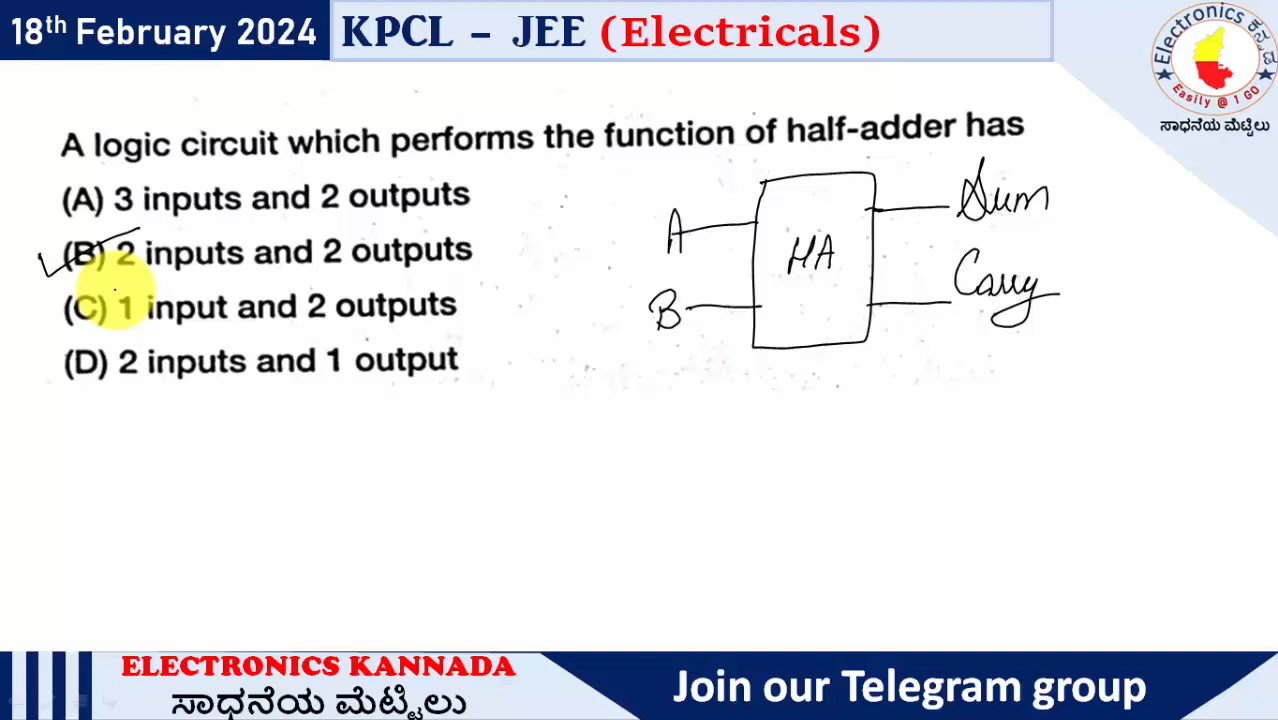 18th February 2024
KPCL – JEE (Electricals)
Electronics ಕನ್ನಡ
Easily @ 1 GO
ಸಾಧನೆಯ ಮೆಟ್ಟಿಲು
A logic circuit which performs the function of half-adder has
(A) 3 inputs and 2 outputs
(B) 2 inputs and 2 outputs
(C) 1 input and 2 outputs
(D) 2 inputs and 1 output
A
B
HA
Sum
Carry
ELECTRONICS KANNADA
ಸಾಧನೆಯ ಮೆಟ್ಟಿಲು
Join our Telegram group